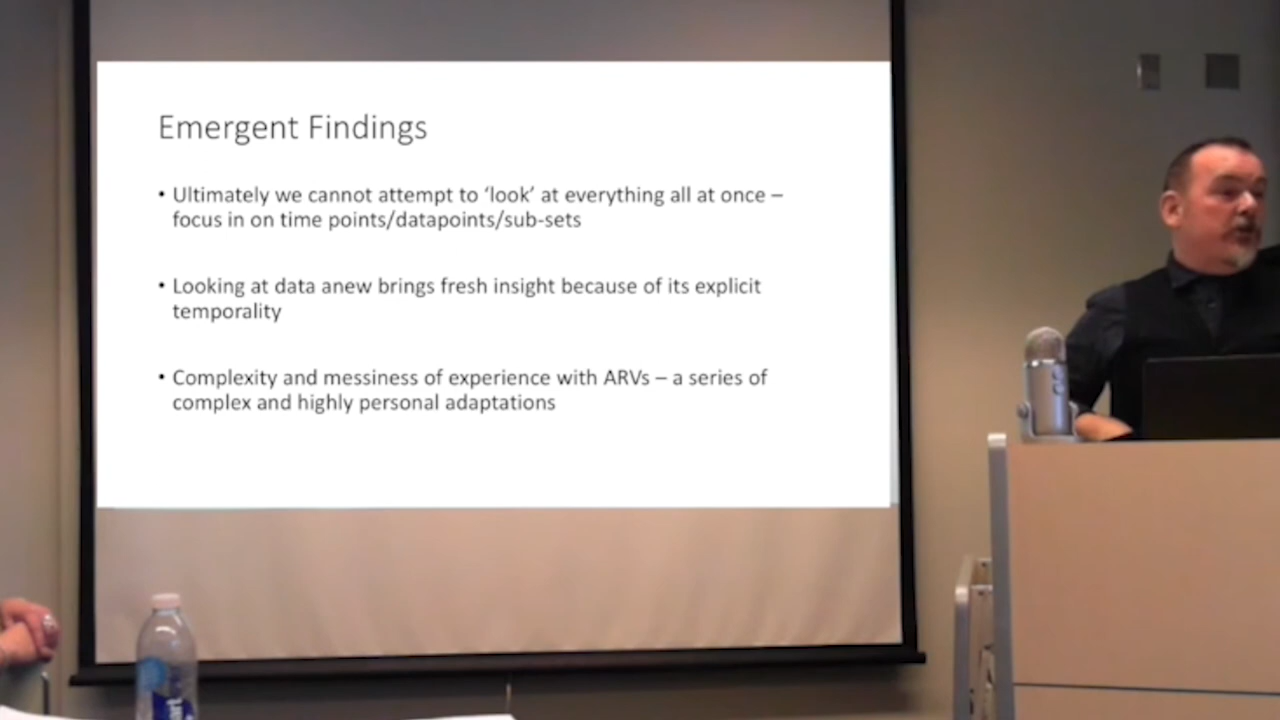 Emergent Findings
• Ultimately we cannot attempt to ‘look’ at everything all at once –
focus in on time points/datapoints/sub-sets
• Looking at data anew brings fresh insight because of its explicit
temporality
• Complexity and messiness of experience with ARVs – a series of
complex and highly personal adaptations